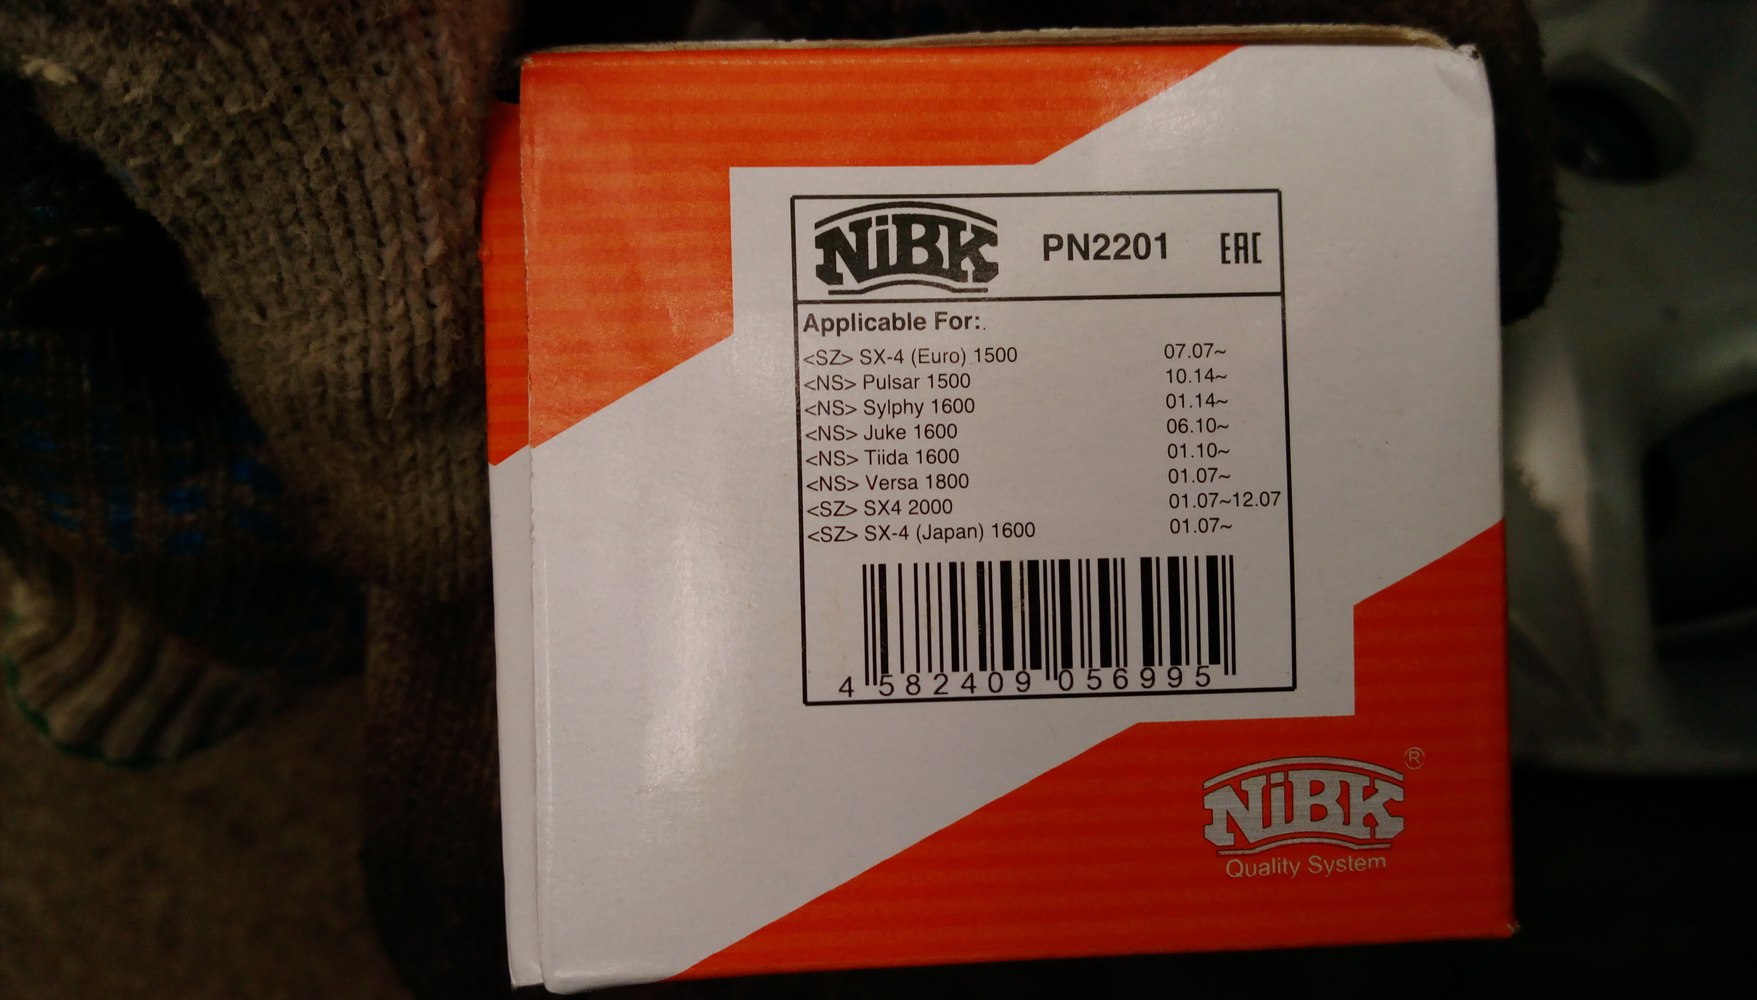 NiBK PN2201 EAC
Applicable For:.
<SZ> SX-4 (Euro) 1500 07.07~
<NS> Pulsar 1500 10.14~
<NS> Sylphy 1600 01.14~
<NS> Juke 1600 06.10~
<NS> Tiida 1600 01.10~
<NS> Versa 1800 01.07~
<SZ> SX4 2000 01.07~12.07
<SZ> SX-4 (Japan) 1600 01.07~
4 582409 056995
NiBK ®
Quality System